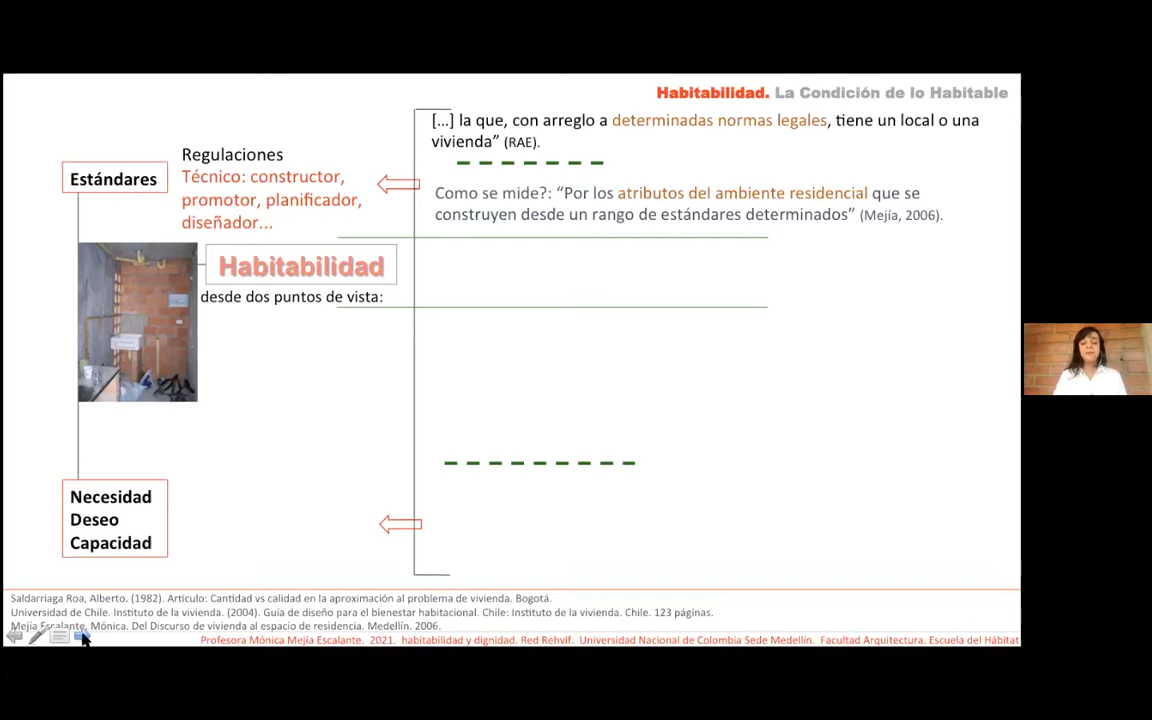 Habitabilidad. La Condición de lo Habitable
[...] la que, con arreglo a determinadas normas legales, tiene un local o una
vivienda” (RAE).
Regulaciones
Técnico: constructor,
promotor, planificador,
diseñador...
Estándares
Como se mide?: “Por los atributos del ambiente residencial que se
construyen desde un rango de estándares determinados” (Mejía, 2006).
Habitabilidad
desde dos puntos de vista:
Necesidad
Deseo
Capacidad
Saldarriaga Roa, Alberto. (1982). Artículo: Cantidad vs calidad en la aproximación al problema de vivienda. Bogotá.
Universidad de Chile. Instituto de la vivienda. (2004). Guía de diseño para el bienestar habitacional. Chile: Instituto de la vivienda. Chile. 123 páginas.
Mejía Escalante, Mónica. Del Discurso de vivienda al espacio de residencia. Medellín. 2006.
Profesora Mónica Mejía Escalante. 2021. habitabilidad y dignidad. Red Rehvif. Universidad Nacional de Colombia Sede Medellín. Facultad Arquitectura. Escuela del Hábitat